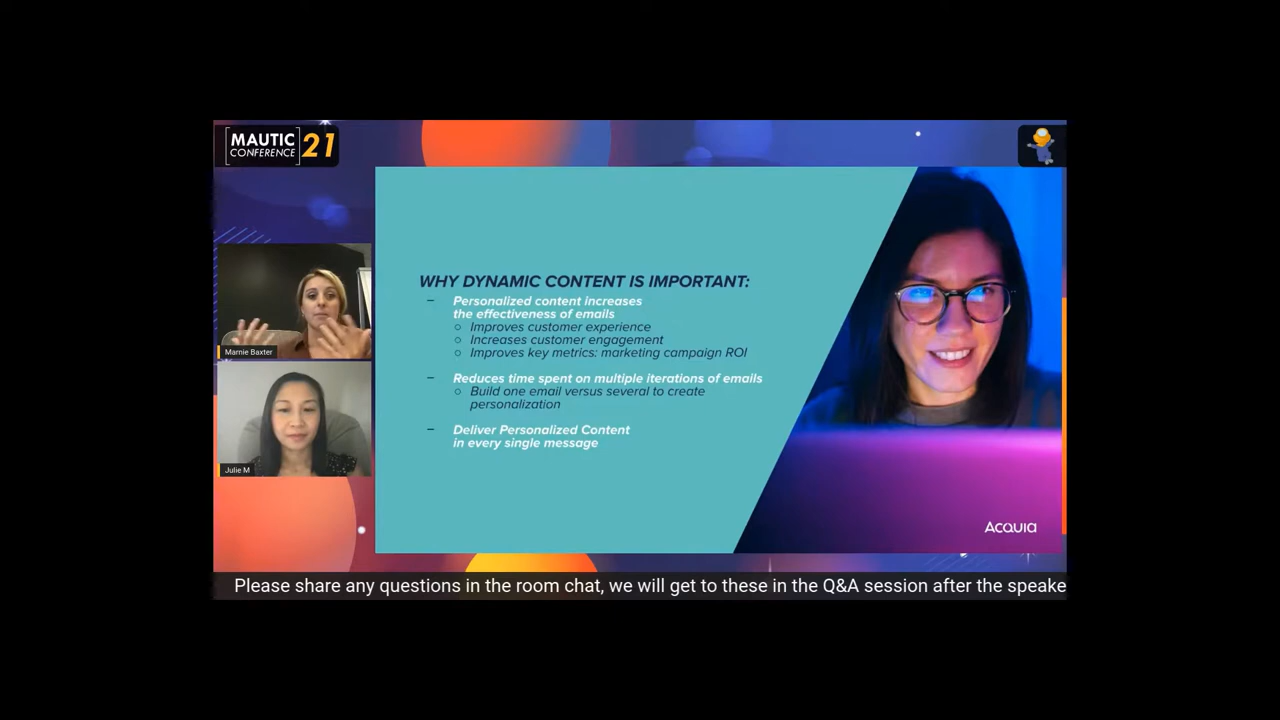 MAUTIC
CONFERENCE
21
WHY DYNAMIC CONTENT IS IMPORTANT:
– Personalized content increases
the effectiveness of emails
○ Improves customer experience
○ Increases customer engagement
○ Improves key metrics: marketing campaign ROI
– Reduces time spent on multiple iterations of emails
○ Build one email versus several to create
personalization
– Deliver Personalized Content
in every single message
Marnie Baxter
Julie M
Acquia
Please share any questions in the room chat, we will get to these in the Q&A session after the speake